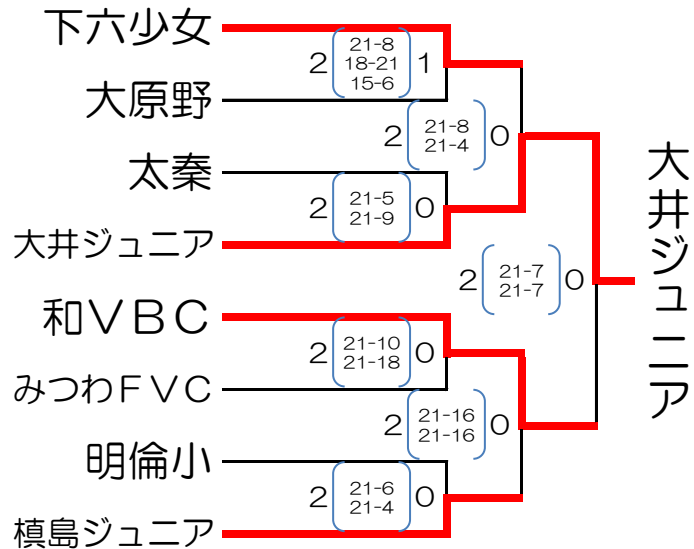 下六少女
2 21-8 1
18-21
15-6
大原野
2 21-8 0
21-4
太秦
2 21-5 0
21-9
大井ジュニア
2 21-7 0
21-7
大井ジュニア
和VBC
2 21-10 0
21-18
みつわFVC
2 21-16 0
21-16
明倫小
2 21-6 0
21-4
槙島ジュニア